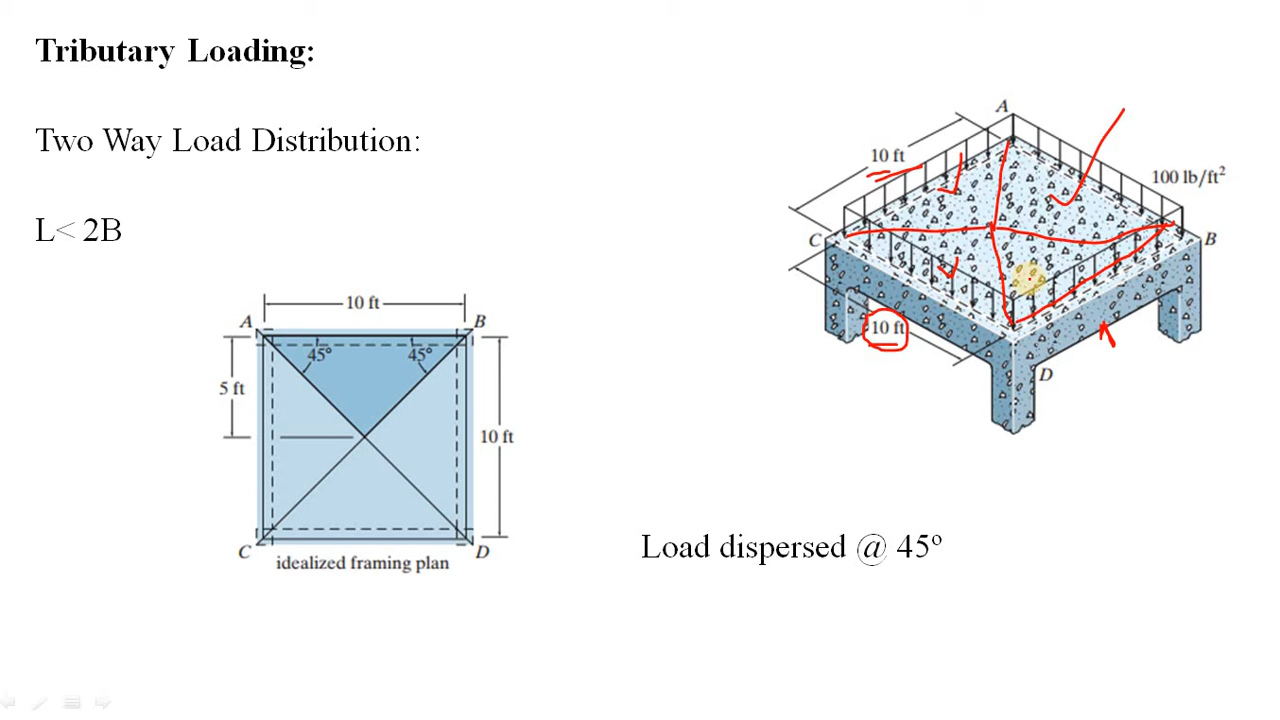 Tributary Loading:
Two Way Load Distribution:
L< 2B
10 ft
A
B
45°
45°
5 ft
10 ft
C
D
idealized framing plan
A
10 ft
100 lb/ft²
C
B
10 ft
D
Load dispersed @ 45º